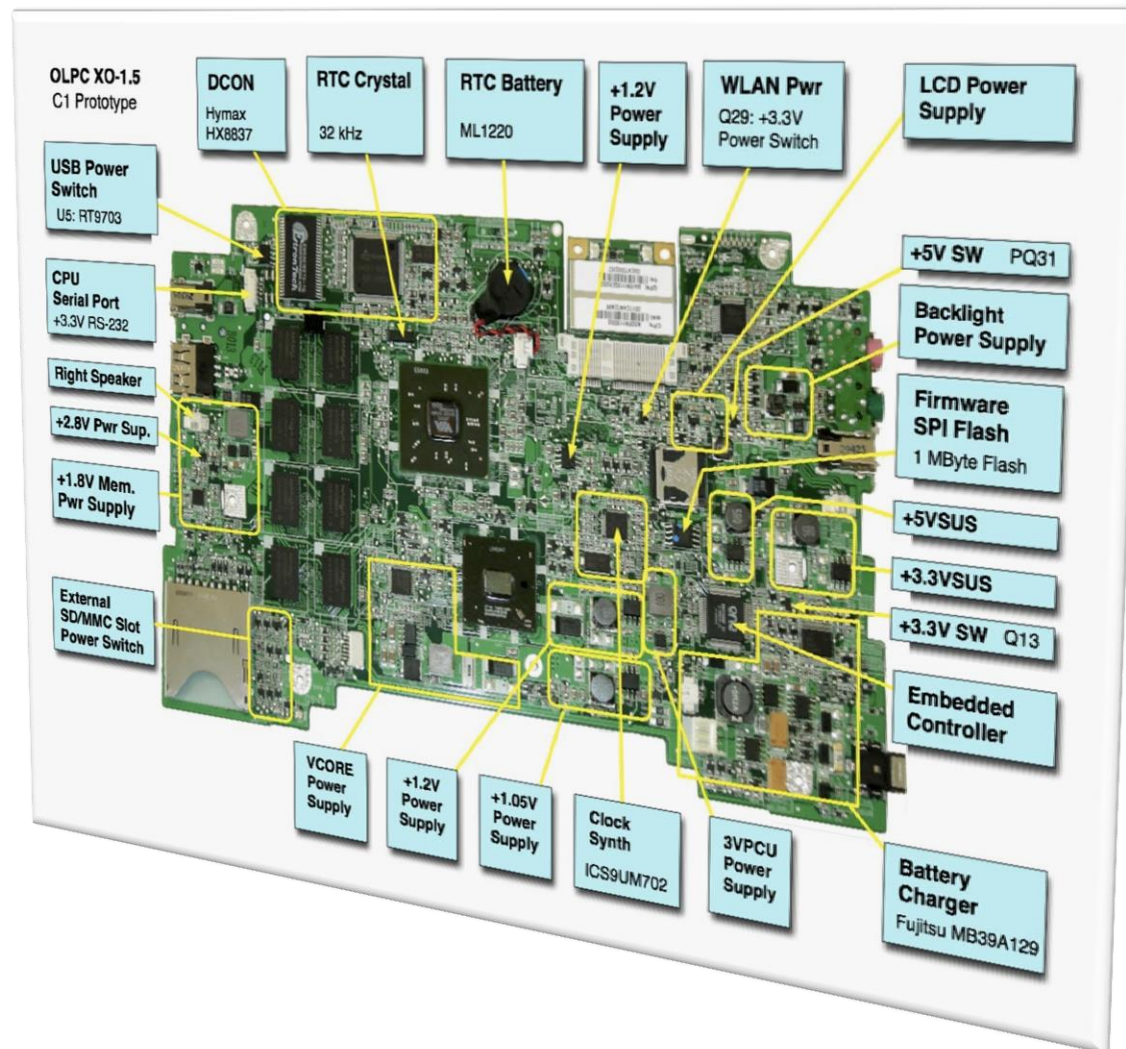 OLPC XO-1.5
C1 Prototype
DCON
Hymax
HX8837
RTC Crystal
32 kHz
RTC Battery
ML1220
+1.2V
Power
Supply
WLAN Pwr
Q29: +3.3V
Power Switch
LCD Power
Supply
USB Power
Switch
U5: RT9703
CPU
Serial Port
+3.3V RS-232
Right Speaker
+2.8V Pwr Sup.
+1.8V Mem.
Pwr Supply
External
SD/MMC Slot
Power Switch
+5V SW PQ31
Backlight
Power Supply
Firmware
SPI Flash
1 MByte Flash
+5VSUS
+3.3VSUS
+3.3V SW Q13
Embedded
Controller
VCORE
Power
Supply
+1.2V
Power
Supply
+1.05V
Power
Supply
Clock
Synth
ICS9UM702
3VPCU
Power
Supply
Battery
Charger
Fujitsu MB39A129
EtronTech
VIA